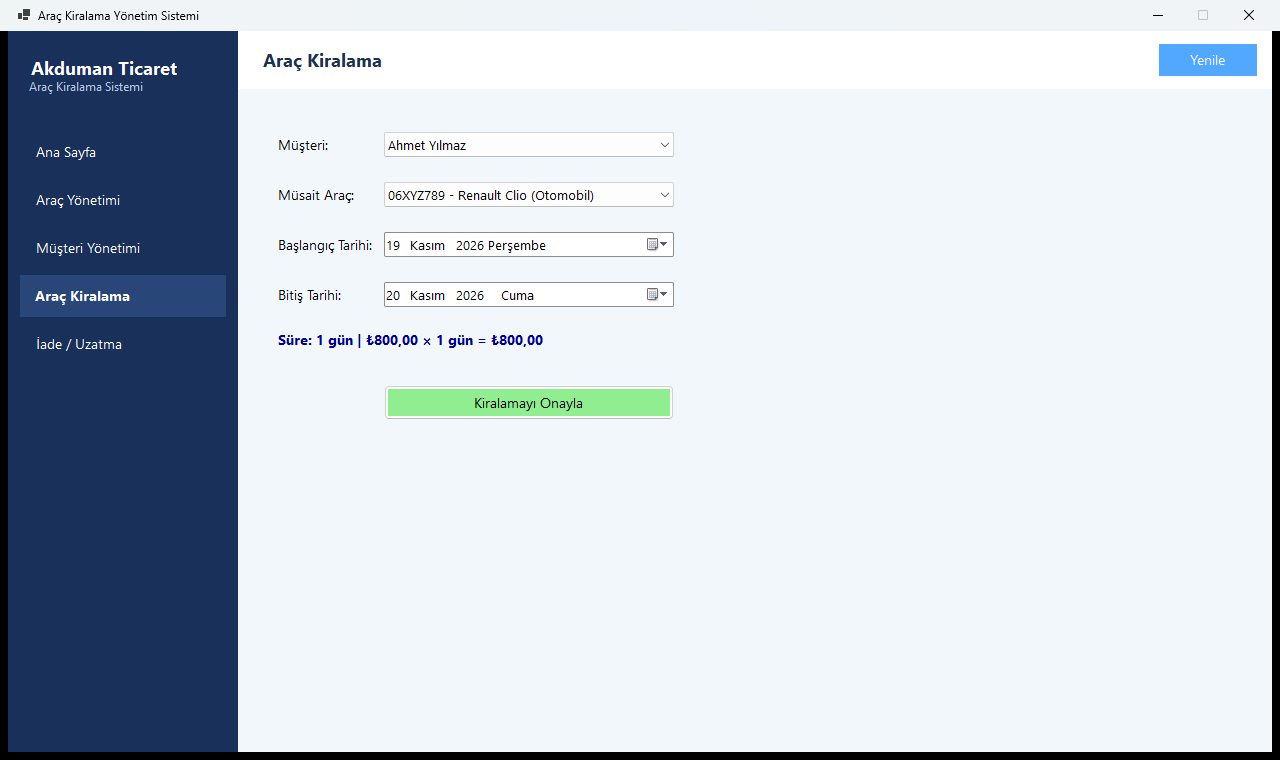 Araç Kiralama Yönetim Sistemi
Akduman Ticaret
Araç Kiralama Sistemi
Ana Sayfa
Araç Yönetimi
Müşteri Yönetimi
Araç Kiralama
İade / Uzatma
Araç Kiralama
Yenile
Müşteri: Ahmet Yılmaz
Müsait Araç: 06XYZ789 - Renault Clio (Otomobil)
Başlangıç Tarihi: 19 Kasım 2026 Perşembe
Bitiş Tarihi: 20 Kasım 2026 Cuma
Süre: 1 gün | ₺800,00 × 1 gün = ₺800,00
Kiralamayı Onayla